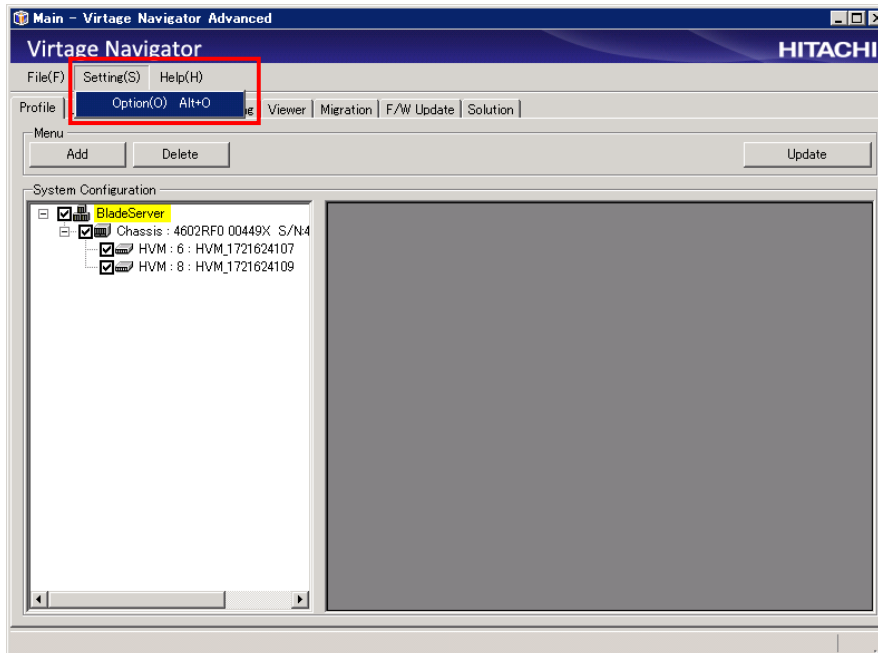 Main - Virtage Navigator Advanced
Virtage Navigator
HITACHI
File(F) Setting(S) Help(H)
Option(O) Alt+O
Profile Viewer Migration F/W Update Solution
Menu
Add Delete Update
System Configuration
BladeServer
Chassis : 4602RF0 00449X S/N:4
HVM : 6 : HVM_1721624107
HVM : 8 : HVM_1721624109